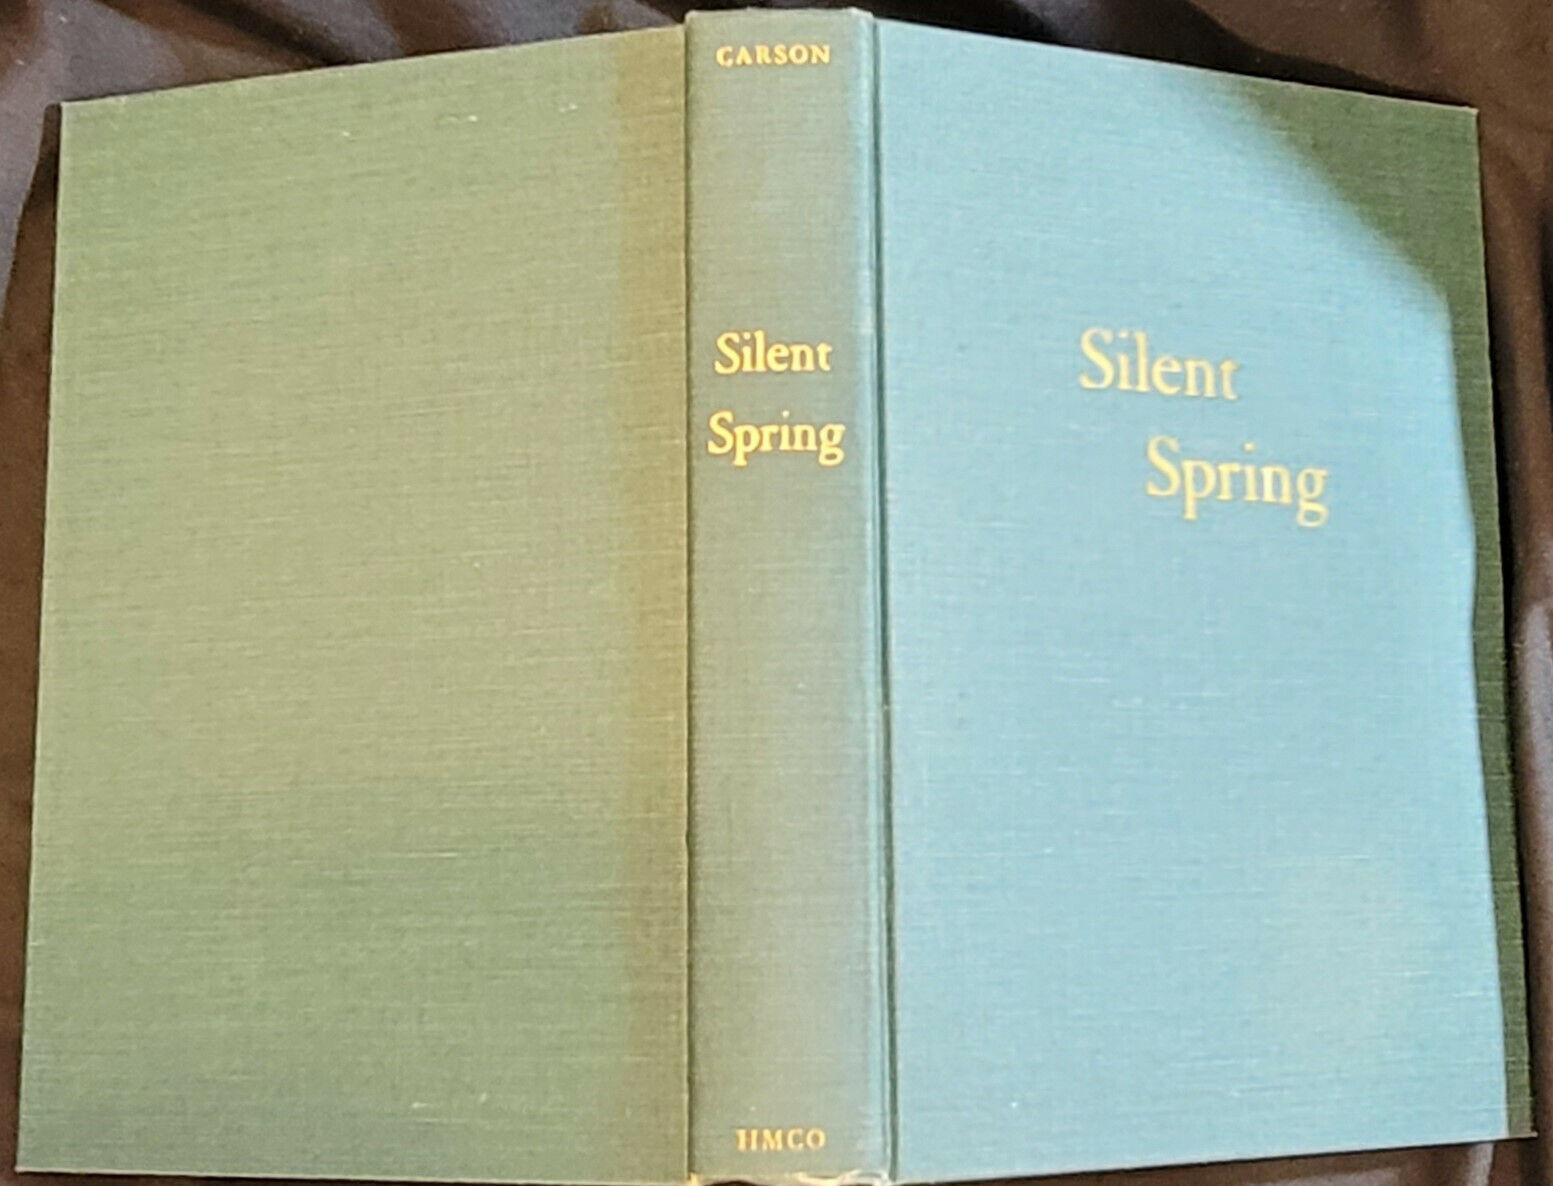 CARSON
Silent
Spring
HMCO
Silent
Spring